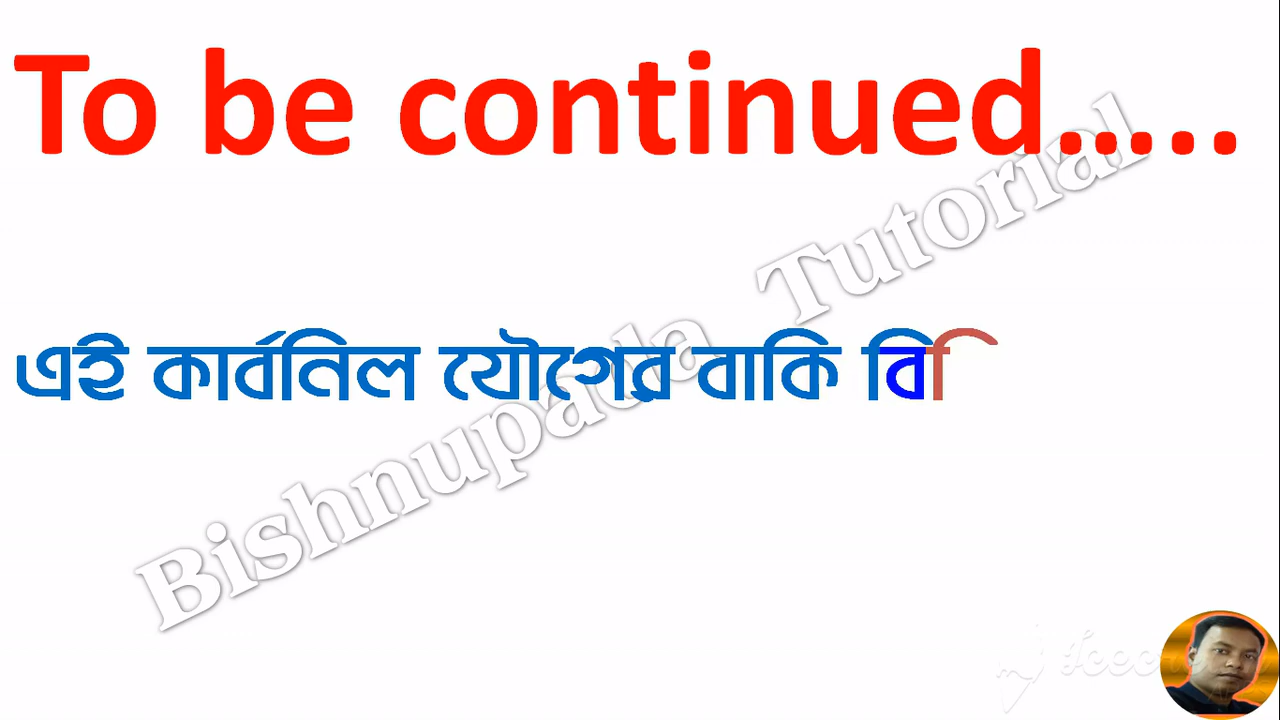 To be continued.....
এই কার্বনিল যৌগের বাকি
Bishnupada Tutorial